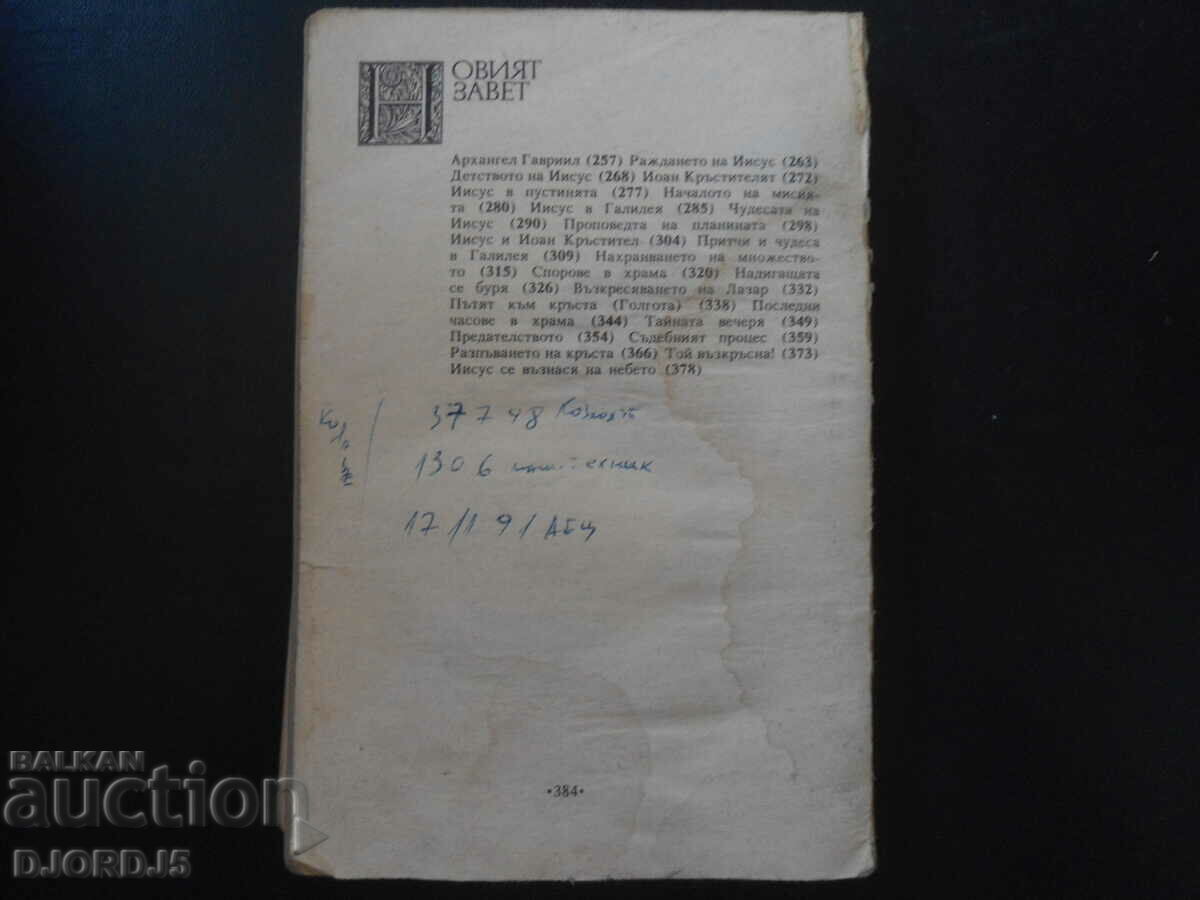 НОВИЯТ
ЗАВЕТ
Архангел Гавриил (257) Раждането на Иисус (263)
Детството на Иисус (268) Иоан Кръстителят (272)
Иисус в пустинята (277) Началото на мисия-
та (280) Иисус в Галилея (285) Чудесата на
Иисус (290) Проповедта на планината (298)
Иисус и Иоан Кръстител (304) Притчи и чудеса
в Галилея (309) Нахранването на множество-
то (315) Спорове в храма (320) Надигащата
се буря (326) Възкресяването на Лазар (332)
Пътят към кръста (Голгота) (338) Последни
часове в храма (344) Тайната вечеря (349)
Предателството (354) Съдебният процес (359)
Разпъването на кръста (366) Той възкръсна! (373)
Иисус се възнася на небето (378)
37748
1306
17/11 91
•384•
BALKAN
auction
DJORD_J5